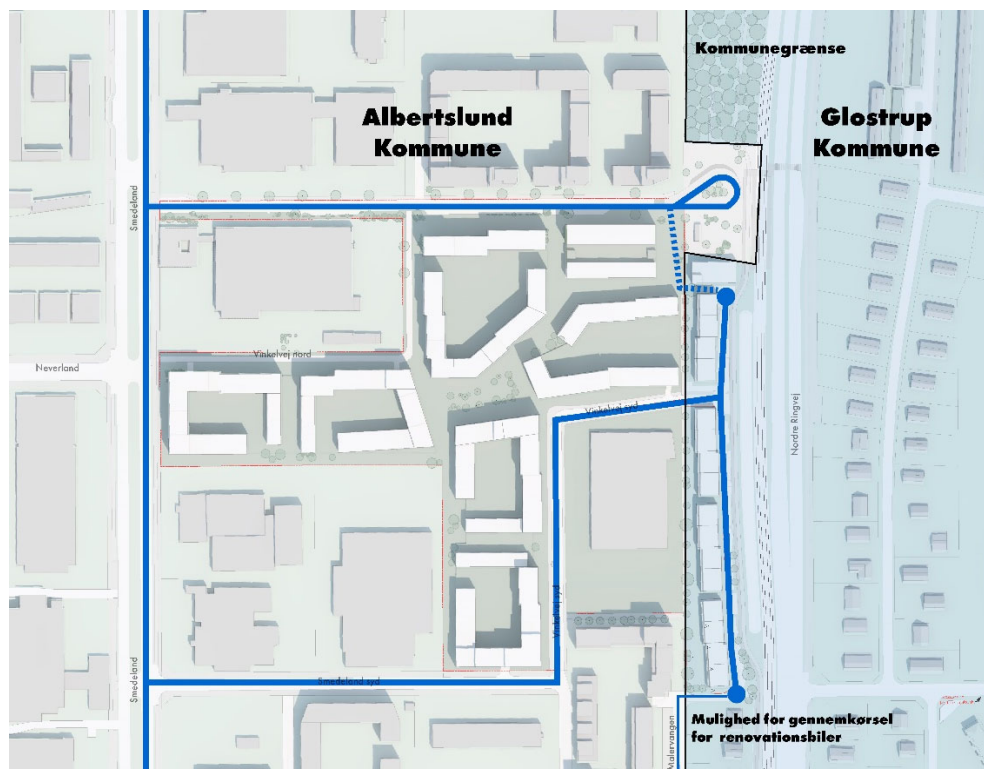 Kommunegrænse
Albertslund
Kommune
Glostrup
Kommune
Smedeland
Vinkelvej nord
Neverland
Vinkelvej syd
Nordre Ringvej
Vinkelvej syd
Smedeland syd
Smedeland
Mulighed for gennemkørsel
for renovationsbiler
Malervangen